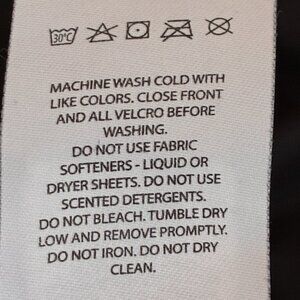 30°C
MACHINE WASH COLD WITH
LIKE COLORS. CLOSE FRONT
AND ALL VELCRO BEFORE
WASHING.
DO NOT USE FABRIC
SOFTENERS - LIQUID OR
DRYER SHEETS. DO NOT USE
SCENTED DETERGENTS.
DO NOT BLEACH. TUMBLE DRY
LOW AND REMOVE PROMPTLY.
DO NOT IRON. DO NOT DRY
CLEAN.